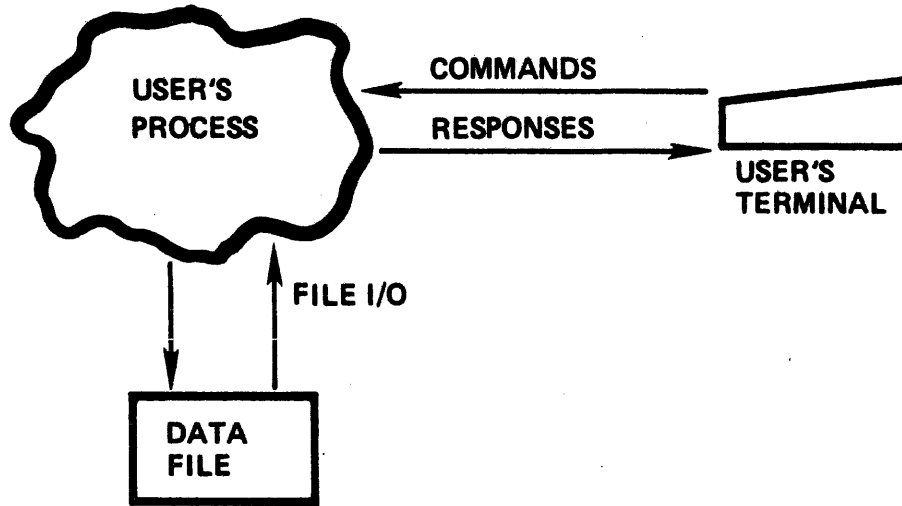 USER'S
PROCESS
COMMANDS
RESPONSES
USER'S
TERMINAL
FILE I/O
DATA
FILE